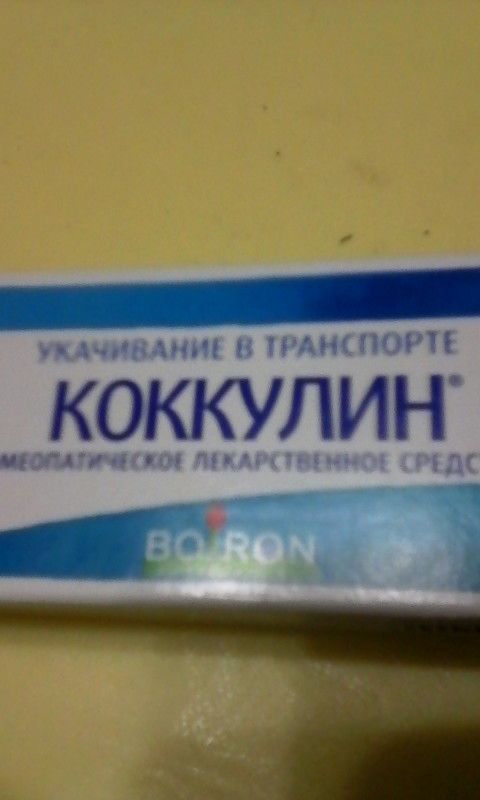 УКАЧИВАНИЕ В ТРАНСПОРТЕ
КОККУЛИН®
МЕОПАТИЧЕСКОЕ ЛЕКАРСТВЕННОЕ СРЕДС
BOIRON